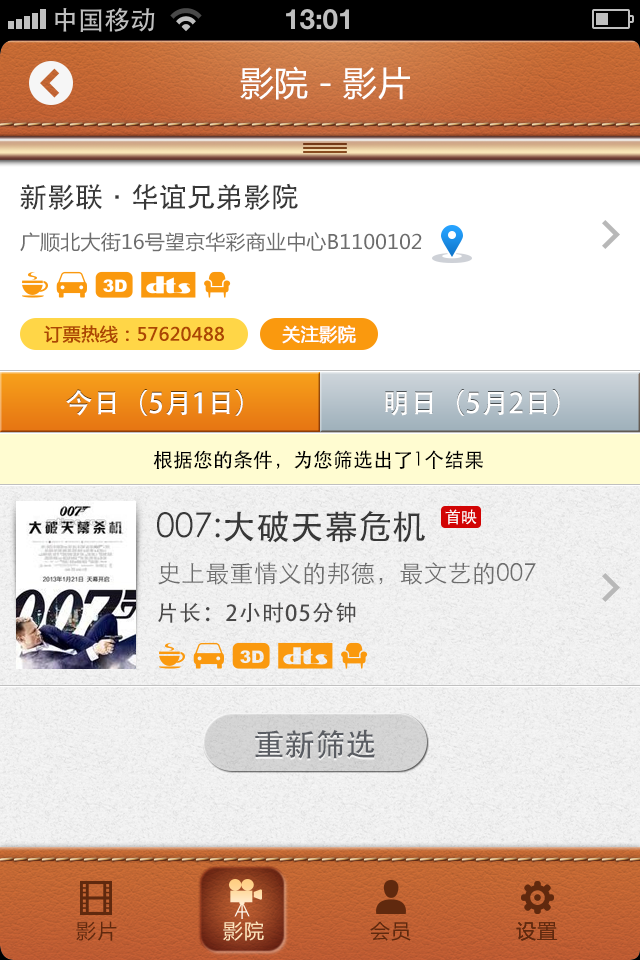 中国移动 13:01
影院 - 影片
新影联 · 华谊兄弟影院
广顺北大街16号望京华彩商业中心B1100102
3D dts
订票热线：57620488 关注影院
今日（5月1日） 明日（5月2日）
根据您的条件，为您筛选出了1个结果
007
大破天幕杀机
2013年1月21日 天幕开启
007
007:大破天幕危机 首映
史上最重情义的邦德，最文艺的007
片长：2小时05分钟
3D dts
重新筛选
影片 影院 会员 设置